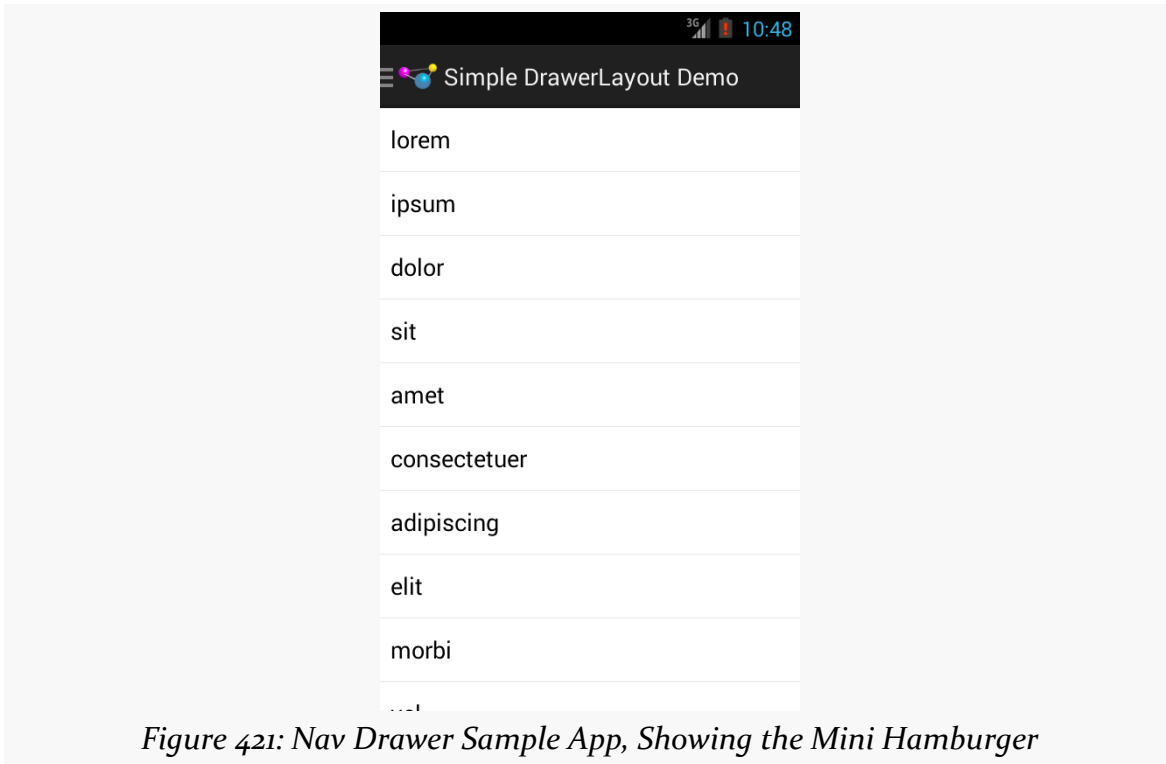 3G 10:48
Simple DrawerLayout Demo
lorem
ipsum
dolor
sit
amet
consectetuer
adipiscing
elit
morbi
Figure 421: Nav Drawer Sample App, Showing the Mini Hamburger